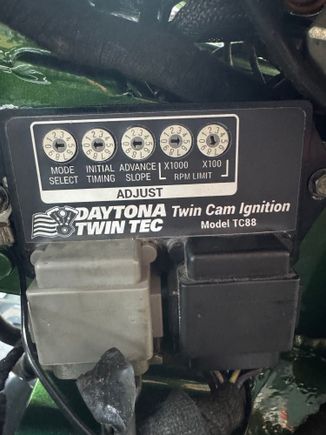 MODE SELECT
INITIAL TIMING
ADVANCE SLOPE
X1000
X100
RPM LIMIT
ADJUST
DAYTONA TWIN TEC
Twin Cam Ignition
Model TC88